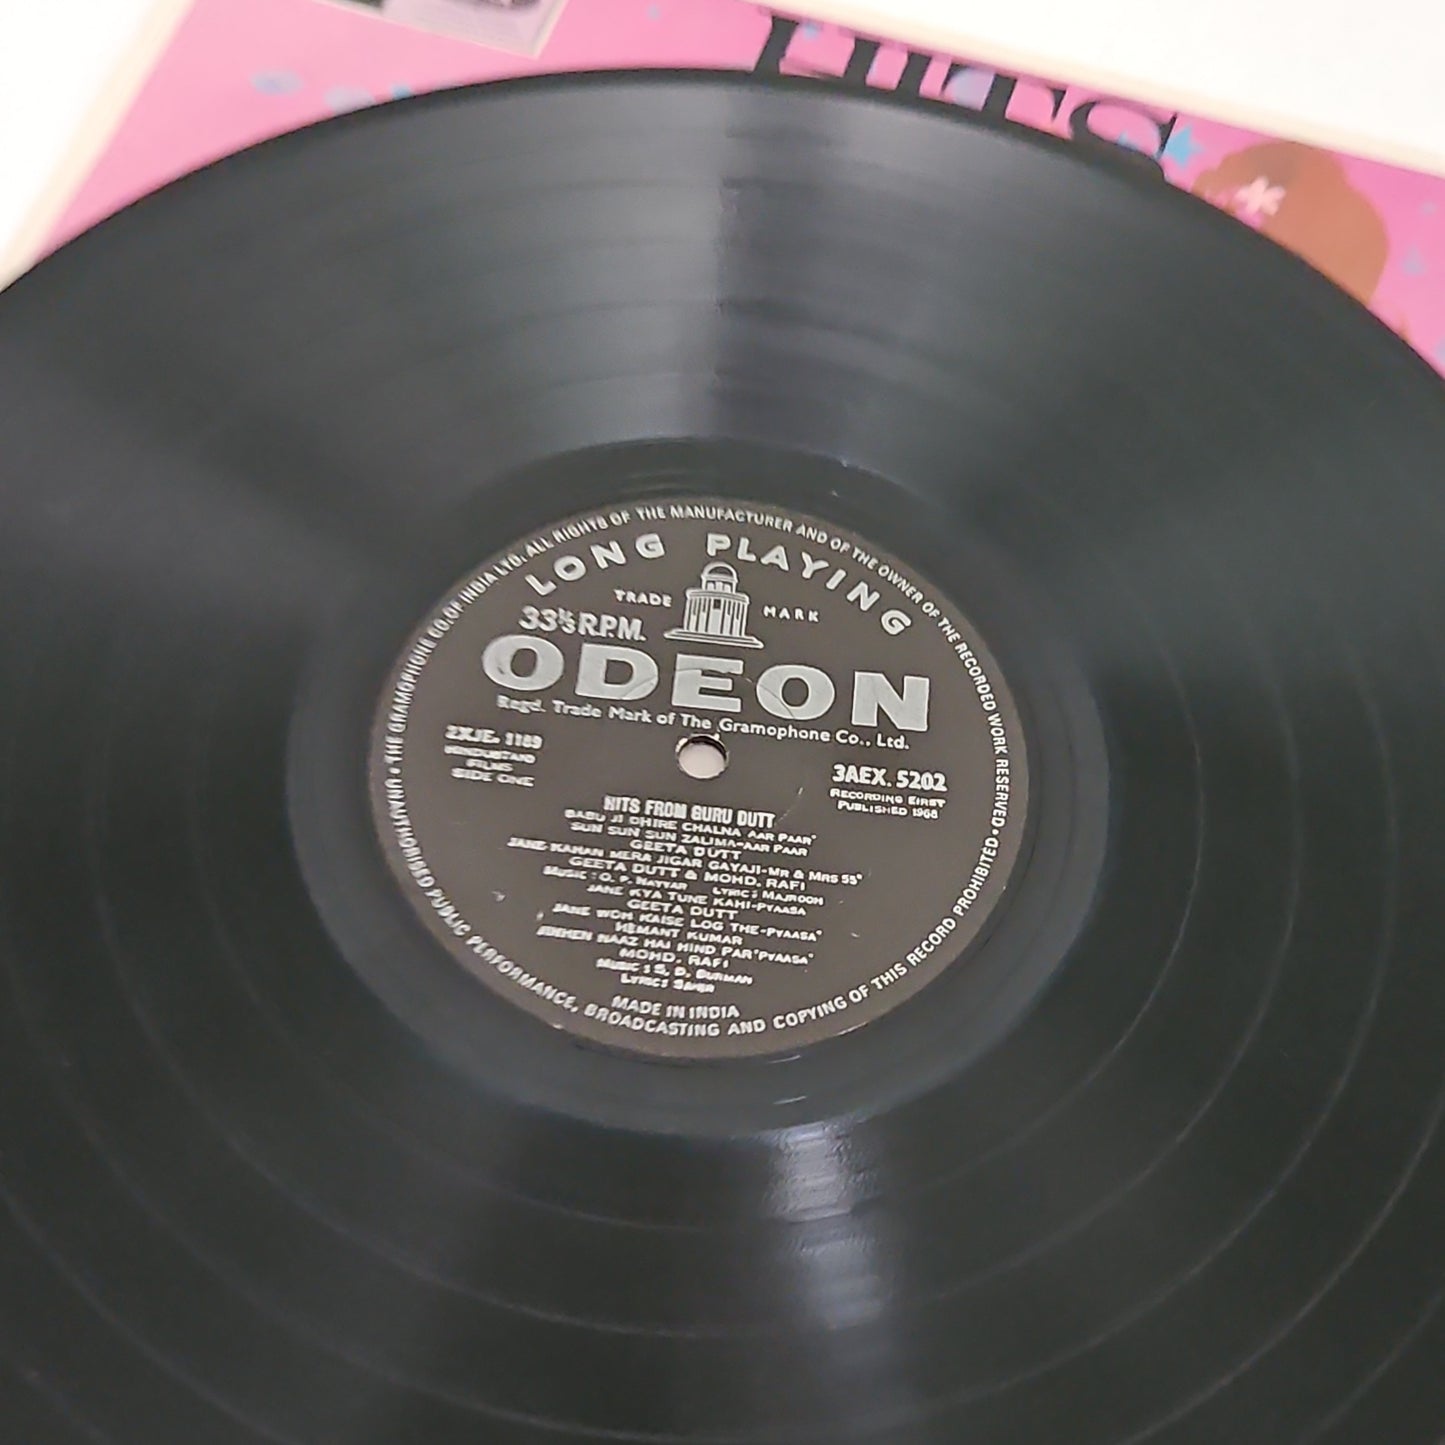 HITS
THE GRAMOPHONE CO. OF INDIA LTD. ALL RIGHTS OF THE MANUFACTURER AND OF THE OWNER OF THE RECORDED WORK RESERVED • UNAUTHORISED PUBLIC PERFORMANCE, BROADCASTING AND COPYING OF THIS RECORD PROHIBITED •
LONG PLAYING
TRADE MARK
33⅓ R.P.M.
ODEON
Regd. Trade Mark of The Gramophone Co., Ltd.
2XJE. 1189
HINDUSTANI
FILMS
SIDE ONE
3AEX. 5202
RECORDING FIRST
PUBLISHED 1968
HITS FROM GURU DUTT
BABU JI DHIRE CHALNA AAR PAAR"
SUN SUN SUN ZALIMA-AAR PAAR
GEETA DUTT
JANE KAHAN MERA JIGAR GAYAJI-MR & MRS 55"
GEETA DUTT & MOHD. RAFI
MUSIC : O. P. NAYYAR LYRIC : MAJROOH
JANE KYA TUNE KAHI-PYAASA
GEETA DUTT
JANE WOH KAISE LOG THE-PYAASA"
HEMANT KUMAR
JINHEN NAAZ HAI HIND PAR"PYAASA"
MOHD. RAFI
MUSIC : S. D. BURMAN
LYRIC : SAHIR
MADE IN INDIA